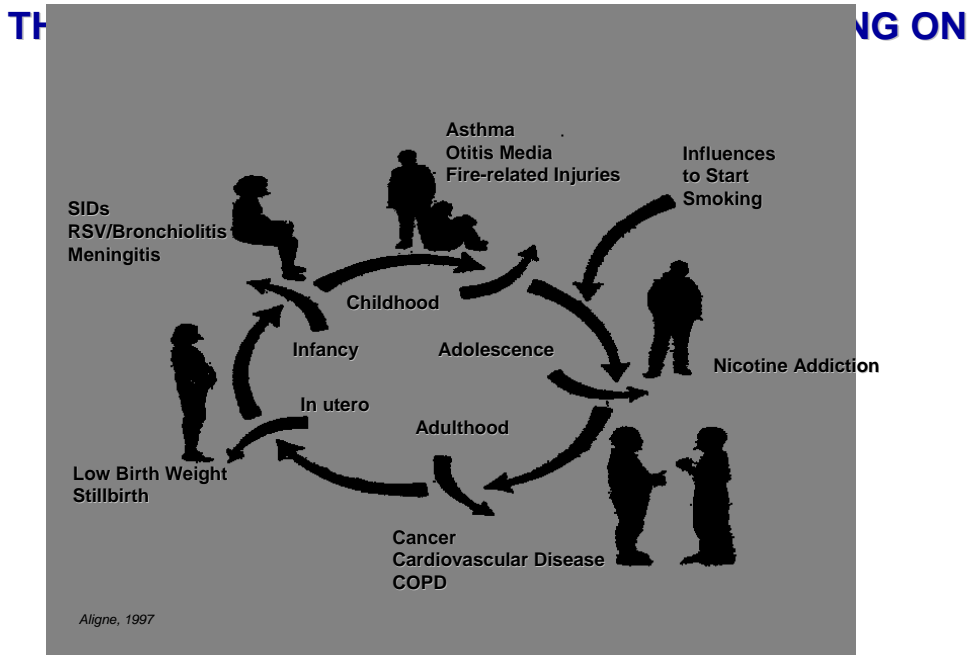 NG ON
Asthma
Otitis Media
Fire-related Injuries
Influences
to Start
Smoking
SIDs
RSV/Bronchiolitis
Meningitis
Childhood
Infancy
Adolescence
Nicotine Addiction
In utero
Adulthood
Low Birth Weight
Stillbirth
Cancer
Cardiovascular Disease
COPD
Aligne, 1997